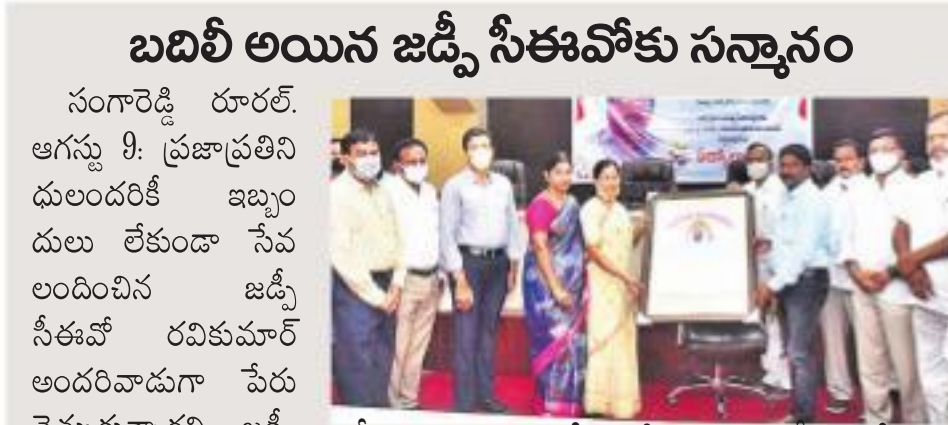 బదిలీ అయిన జడ్పీ సీఈవోకు సన్మానం
సంగారెడ్డి రూరల్.
ఆగస్టు 9: ప్రజాప్రతిని
ధులందరికీ ఇబ్బం
దులు లేకుండా సేవ
లందించిన జడ్పీ
సీఈవో రవికుమార్
అందరివాడుగా పేరు